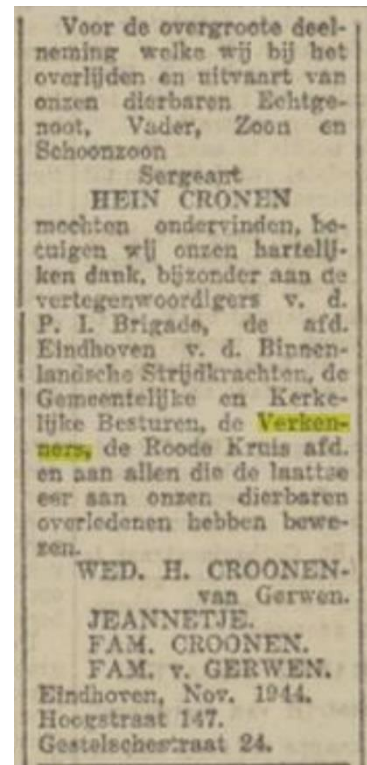 Voor de overgroote deel-
neming welke wij bij het
overlijden en uitvaart van
onzen dierbaren Echtge-
noot, Vader, Zoon en
Schoonzoon
Sergeant
HEIN CRONEN
mochten ondervinden, be-
tuigen wij onzen hartelij-
ken dank, bijzonder aan de
vertegenwoordigers v. d.
P. I. Brigade, de afd.
Eindhoven v. d. Binnen-
landsche Strijdkrachten, de
Gemeentelijke en Kerke-
lijke Besturen, de Verken-
ners, de Roode Kruis afd.
en aan allen die de laattse
eer aan onzen dierbaren
overledenen hebben bewe-
zen.
WED. H. CROONEN-
van Gerwen.
JEANNETJE.
FAM. CROONEN.
FAM. v. GERWEN.
Eindhoven, Nov. 1944.
Hoogstraat 147.
Gestelschestraat 24.